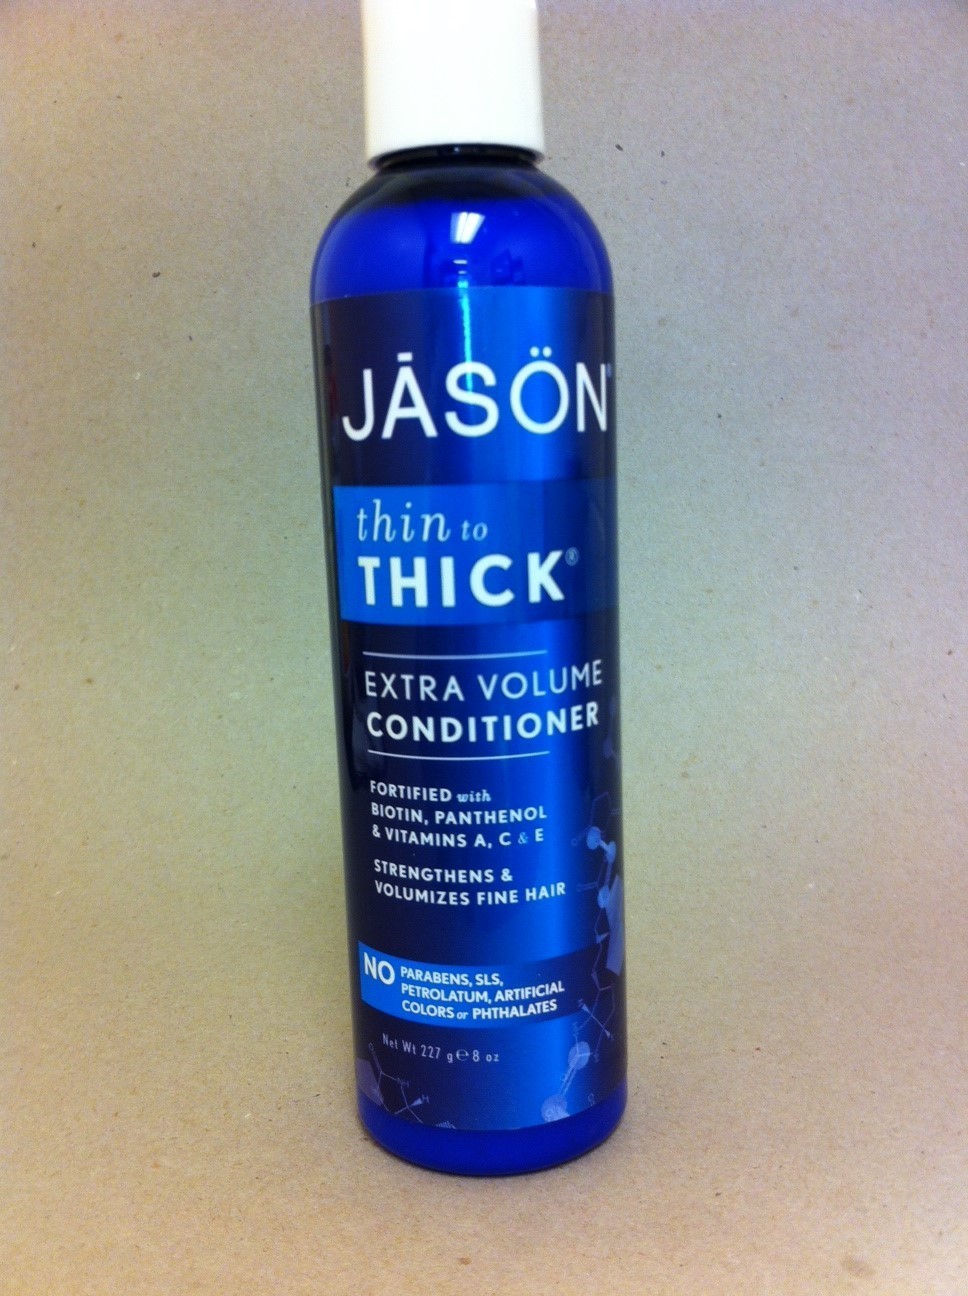 JĀSÖN®
thin to
THICK®
EXTRA VOLUME
CONDITIONER
FORTIFIED with
BIOTIN, PANTHENOL
& VITAMINS A, C & E
STRENGTHENS &
VOLUMIZES FINE HAIR
NO PARABENS, SLS,
PETROLATUM, ARTIFICIAL
COLORS or PHTHALATES
Net Wt 227 g ℮ 8 oz